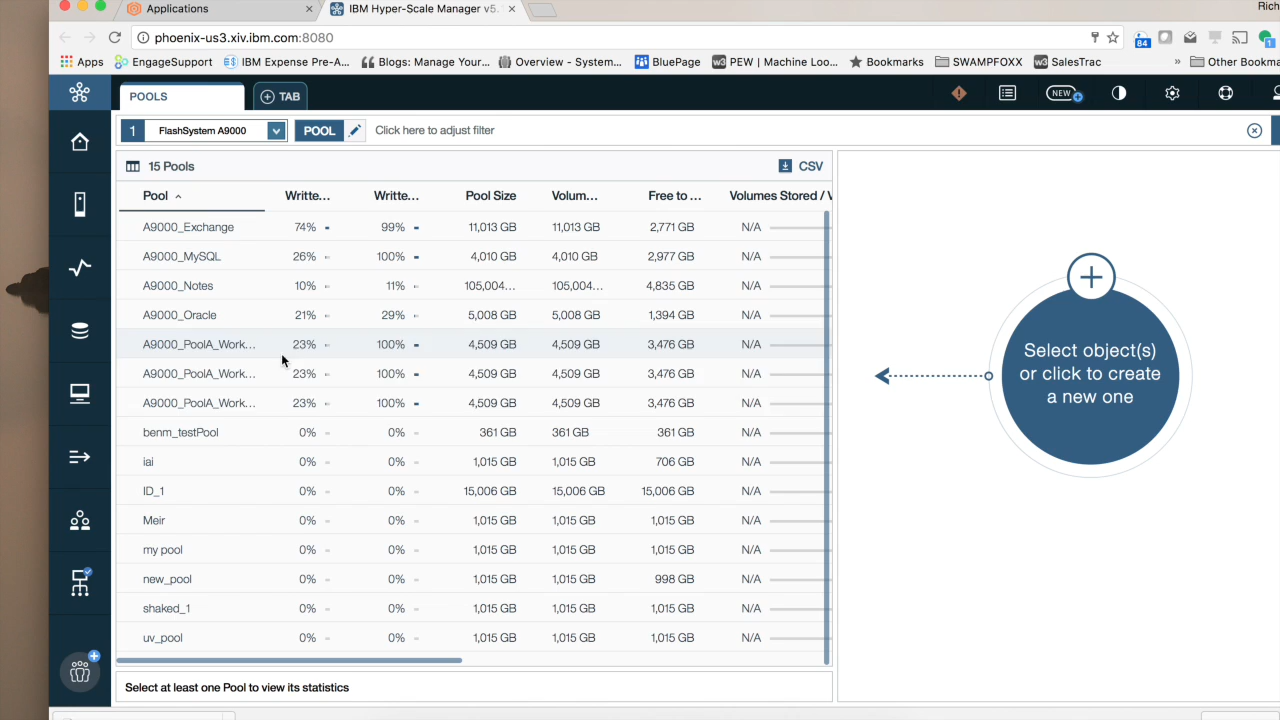 Applications
IBM Hyper-Scale Manager v5.
Rich
phoenix-us3.xiv.ibm.com:8080
84
1
Apps
EngageSupport
IBM Expense Pre-A...
Blogs: Manage Your...
Overview - System...
BluePage
w3 PEW | Machine Loo...
Bookmarks
SWAMPFOXX
w3 SalesTrac
»
Other Bookma
POOLS
TAB
NEW
1 FlashSystem A9000
POOL
Click here to adjust filter
15 Pools
CSV
Pool Writte... Writte... Pool Size Volum... Free to ... Volumes Stored / V
A9000_Exchange 74% 99% 11,013 GB 11,013 GB 2,771 GB N/A
A9000_MySQL 26% 100% 4,010 GB 4,010 GB 2,977 GB N/A
A9000_Notes 10% 11% 105,004... 105,004... 4,835 GB N/A
A9000_Oracle 21% 29% 5,008 GB 5,008 GB 1,394 GB N/A
A9000_PoolA_Work... 23% 100% 4,509 GB 4,509 GB 3,476 GB N/A
A9000_PoolA_Work... 23% 100% 4,509 GB 4,509 GB 3,476 GB N/A
A9000_PoolA_Work... 23% 100% 4,509 GB 4,509 GB 3,476 GB N/A
benm_testPool 0% 0% 361 GB 361 GB 361 GB N/A
iai 0% 0% 1,015 GB 1,015 GB 706 GB N/A
ID_1 0% 0% 15,006 GB 15,006 GB 15,006 GB N/A
Meir 0% 0% 1,015 GB 1,015 GB 1,015 GB N/A
my pool 0% 0% 1,015 GB 1,015 GB 1,015 GB N/A
new_pool 0% 0% 1,015 GB 1,015 GB 998 GB N/A
shaked_1 0% 0% 1,015 GB 1,015 GB 1,015 GB N/A
uv_pool 0% 0% 1,015 GB 1,015 GB 1,015 GB N/A
Select at least one Pool to view its statistics
Select object(s)
or click to create
a new one